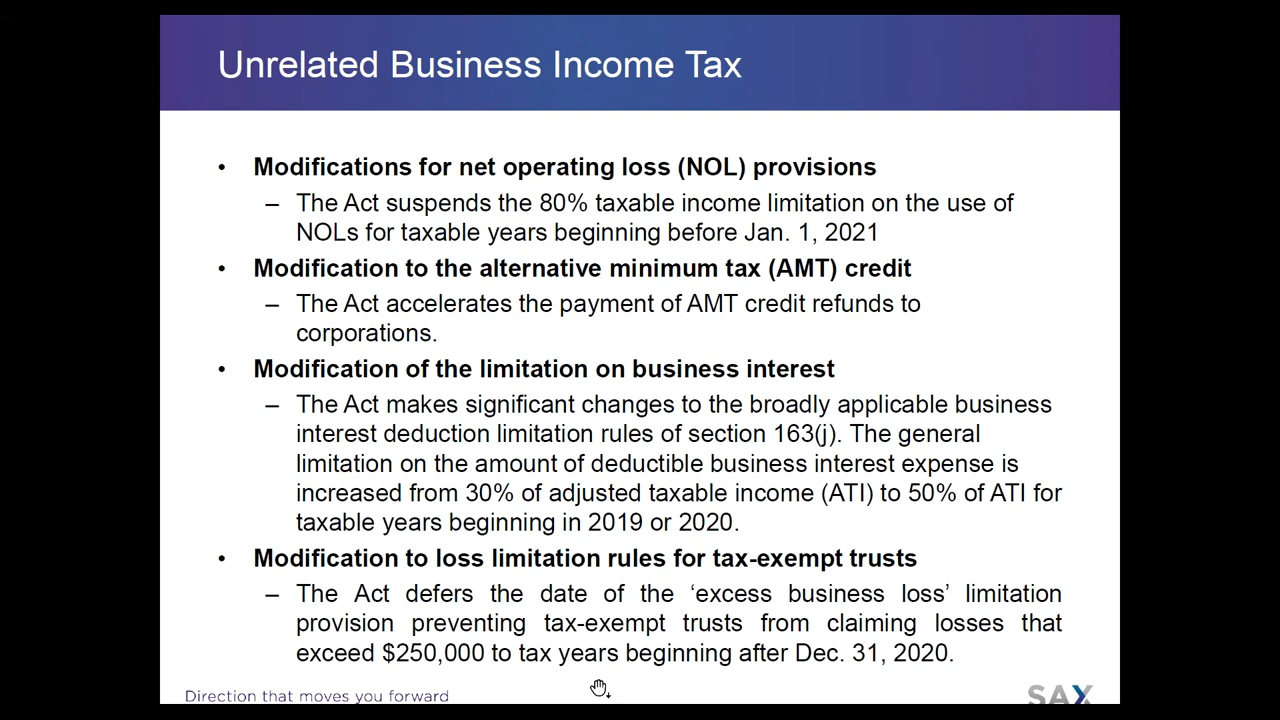 Unrelated Business Income Tax
• Modifications for net operating loss (NOL) provisions
– The Act suspends the 80% taxable income limitation on the use of
NOLs for taxable years beginning before Jan. 1, 2021
• Modification to the alternative minimum tax (AMT) credit
– The Act accelerates the payment of AMT credit refunds to
corporations.
• Modification of the limitation on business interest
– The Act makes significant changes to the broadly applicable business
interest deduction limitation rules of section 163(j). The general
limitation on the amount of deductible business interest expense is
increased from 30% of adjusted taxable income (ATI) to 50% of ATI for
taxable years beginning in 2019 or 2020.
• Modification to loss limitation rules for tax-exempt trusts
– The Act defers the date of the ‘excess business loss’ limitation
provision preventing tax-exempt trusts from claiming losses that
exceed $250,000 to tax years beginning after Dec. 31, 2020.
Direction that moves you forward
SAX